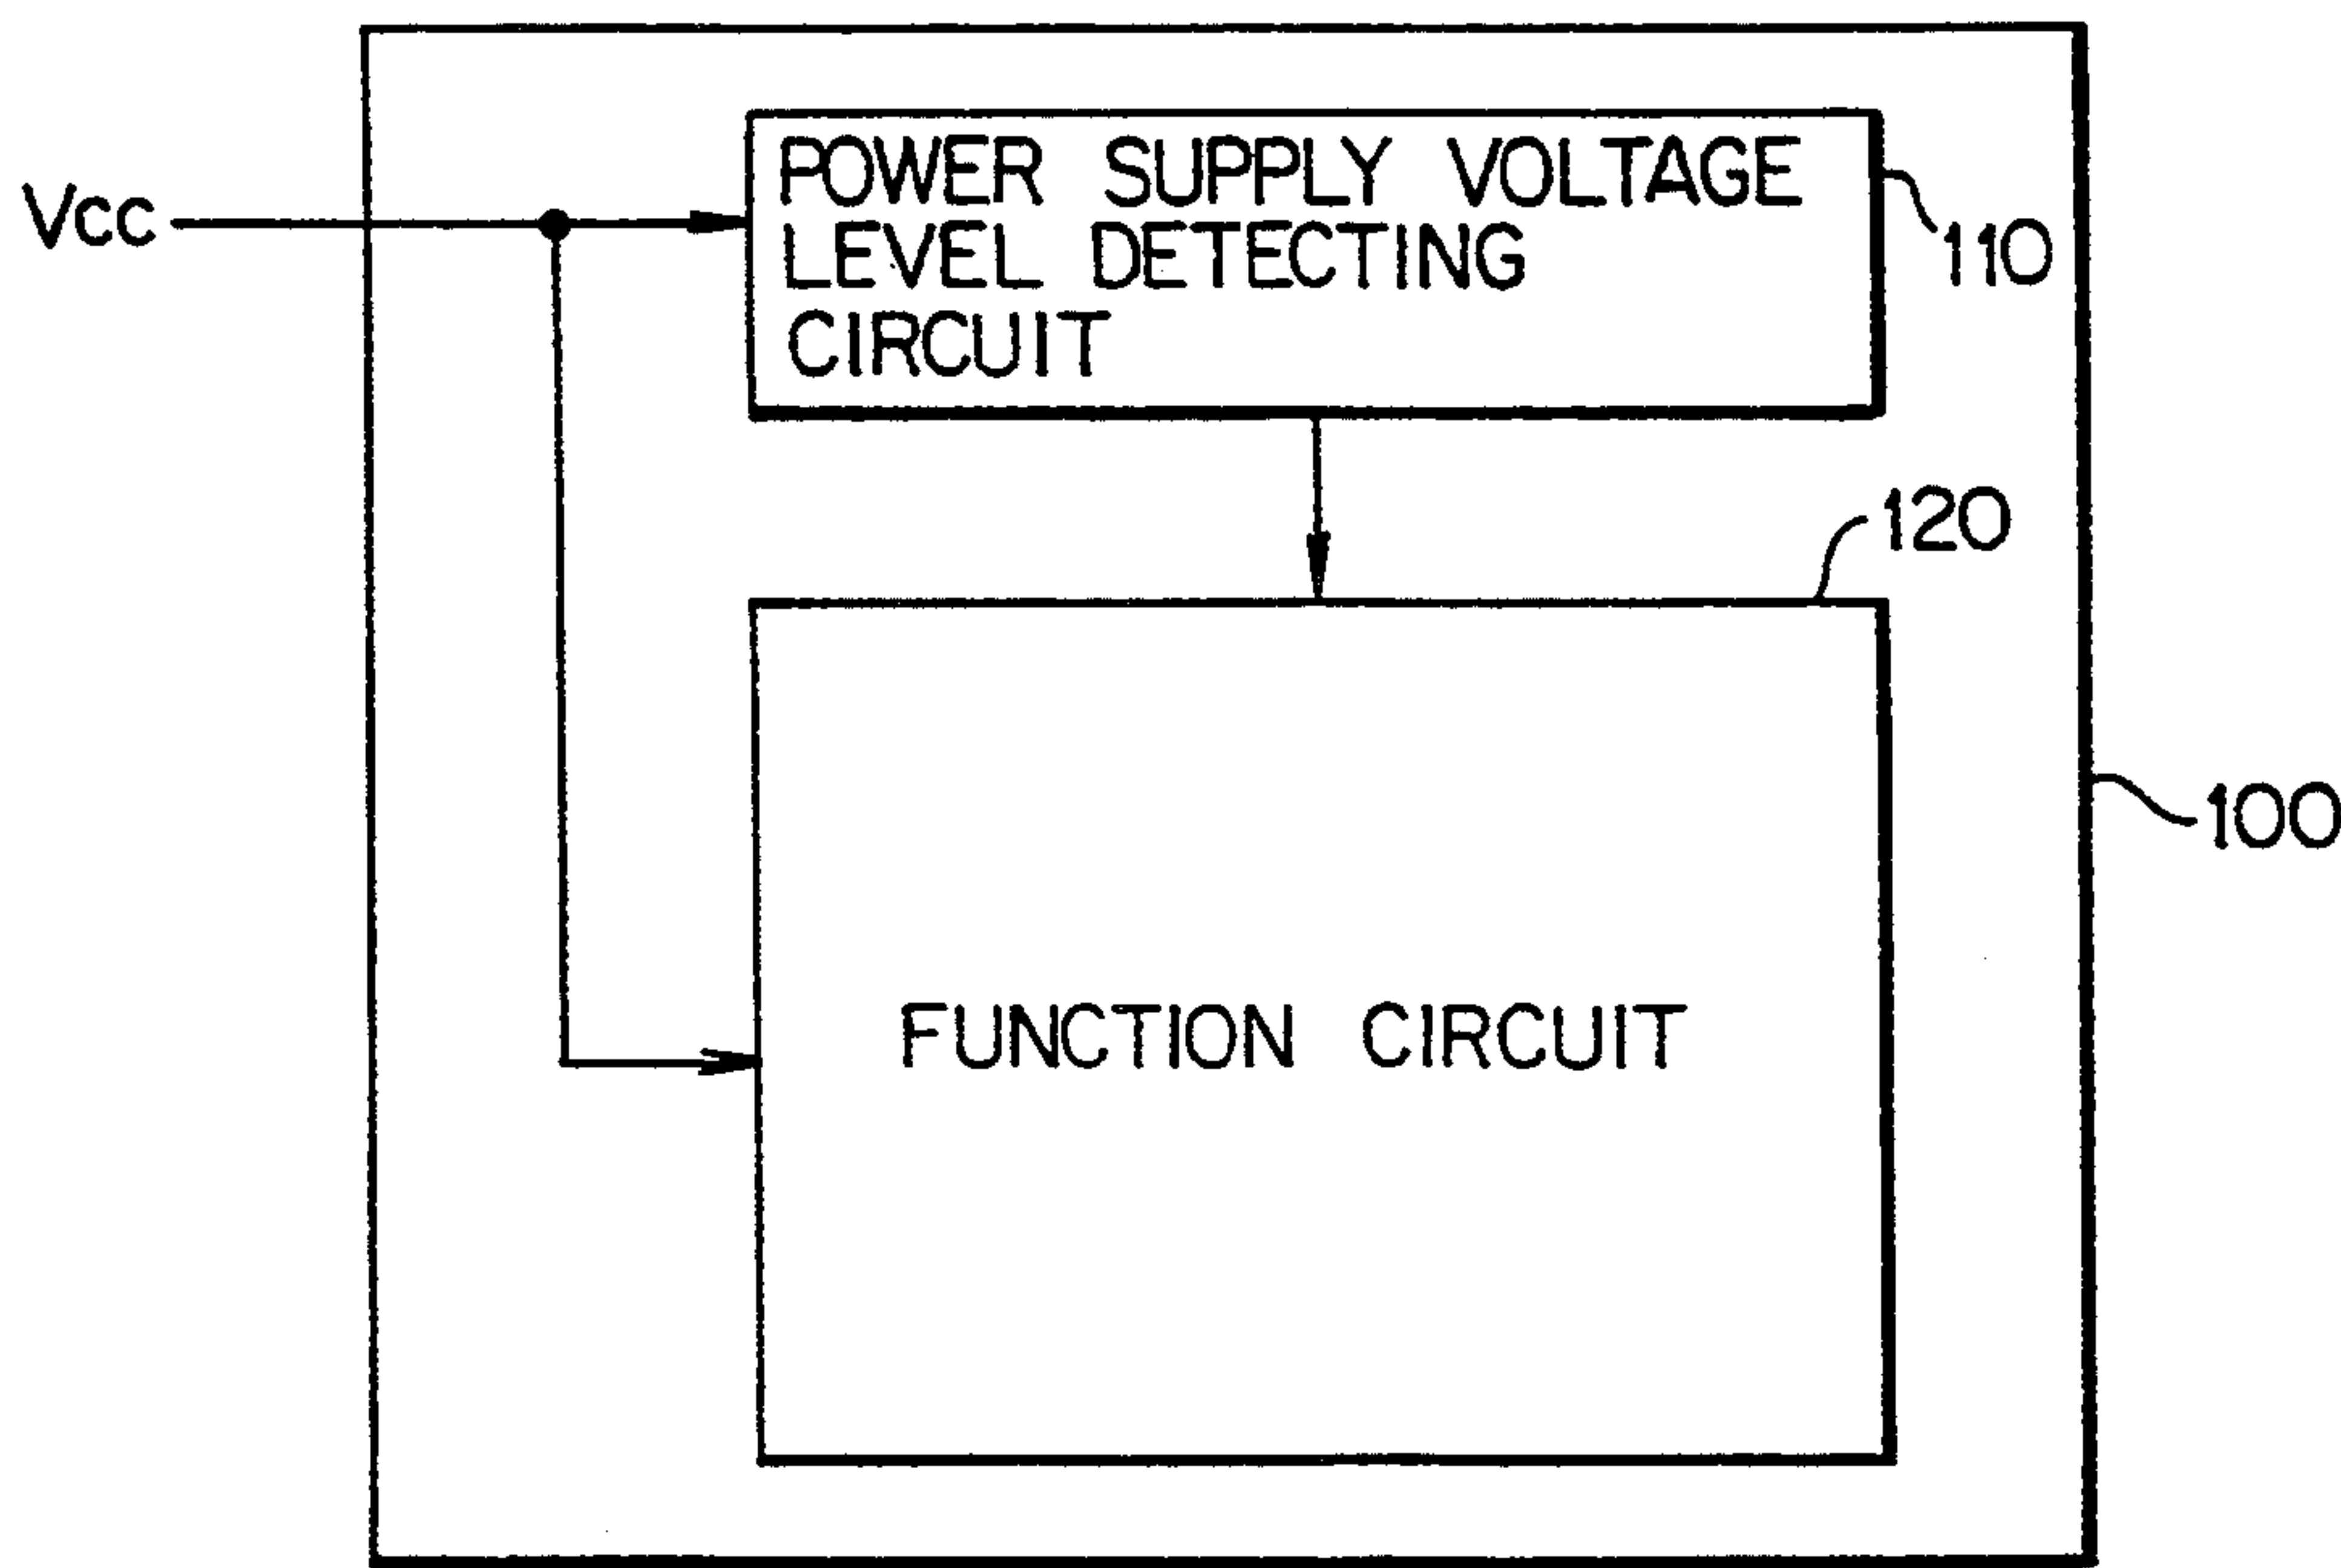 POWER SUPPLY VOLTAGE
LEVEL DETECTING
CIRCUIT
Vcc
110
120
100
FUNCTION CIRCUIT